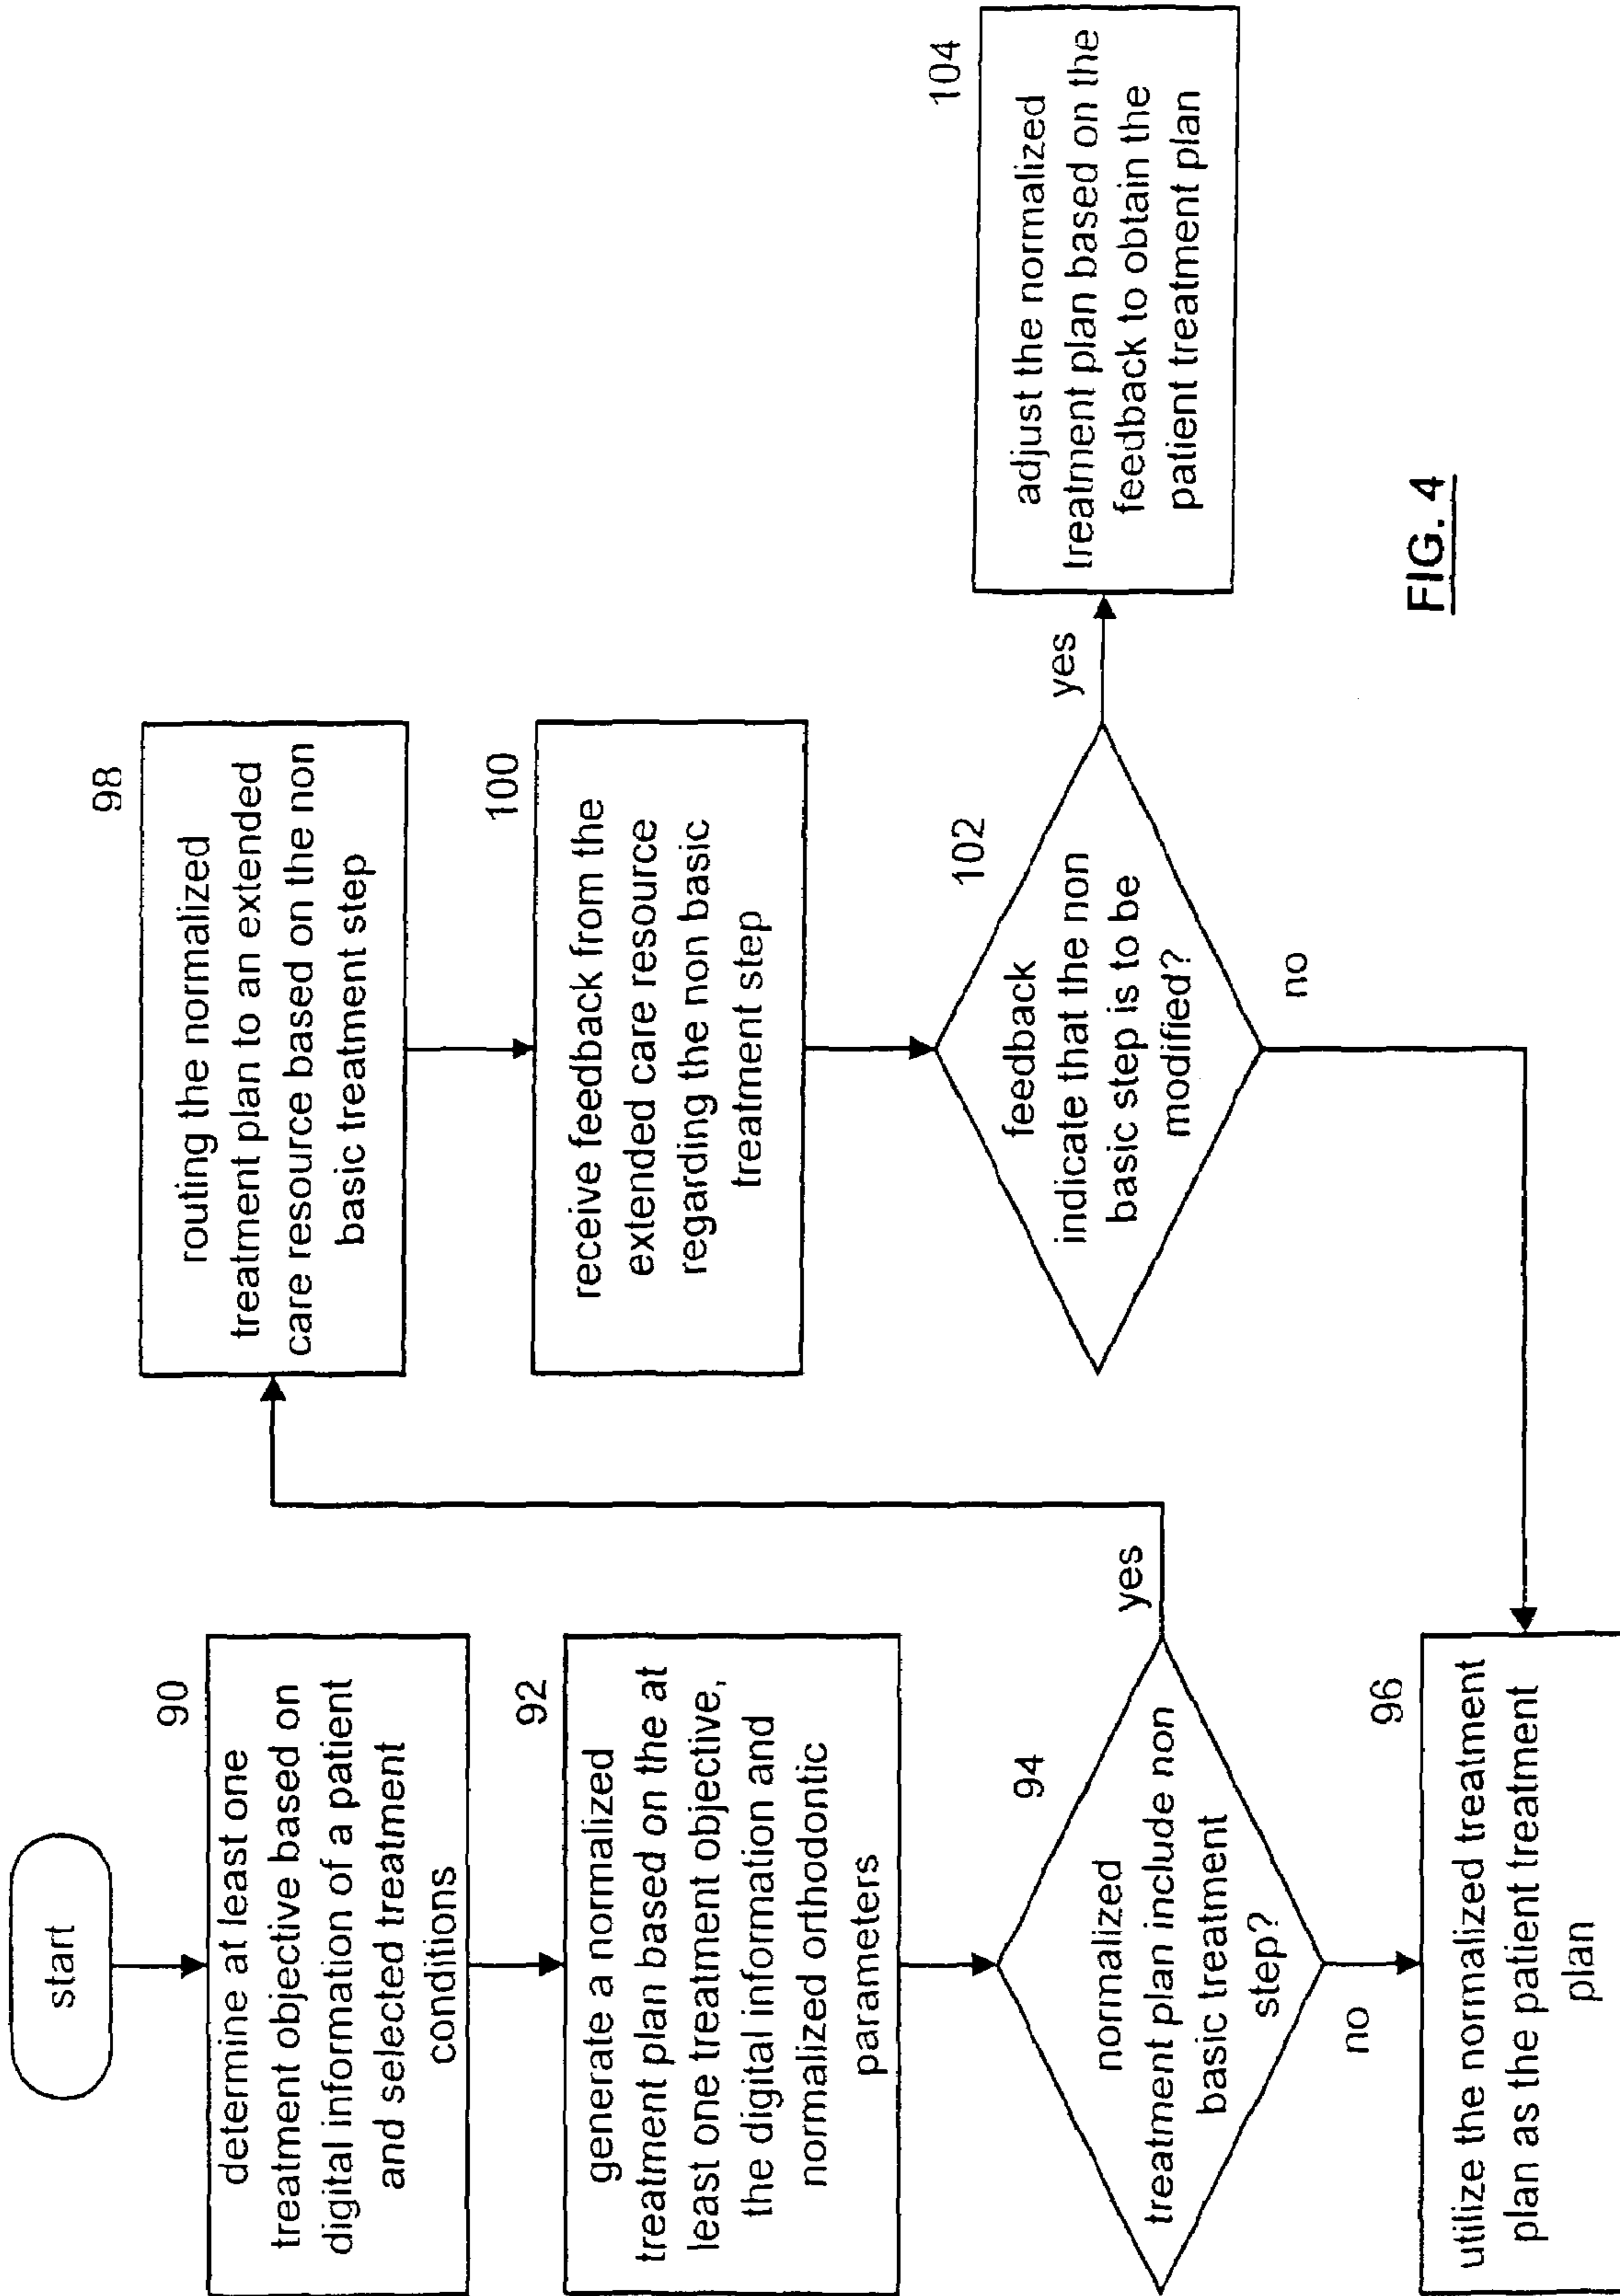 start
90
determine at least one
treatment objective based on
digital information of a patient
and selected treatment
conditions
92
generate a normalized
treatment plan based on the at
least one treatment objective,
the digital information and
normalized orthodontic
parameters
94
normalized
treatment plan include non
basic treatment
step?
yes
no
96
utilize the normalized treatment
plan as the patient treatment
plan
98
routing the normalized
treatment plan to an extended
care resource based on the non
basic treatment step
100
receive feedback from the
extended care resource
regarding the non basic
treatment step
102
feedback
indicate that the non
basic step is to be
modified?
yes
no
104
adjust the normalized
treatment plan based on the
feedback to obtain the
patient treatment plan
FIG. 4